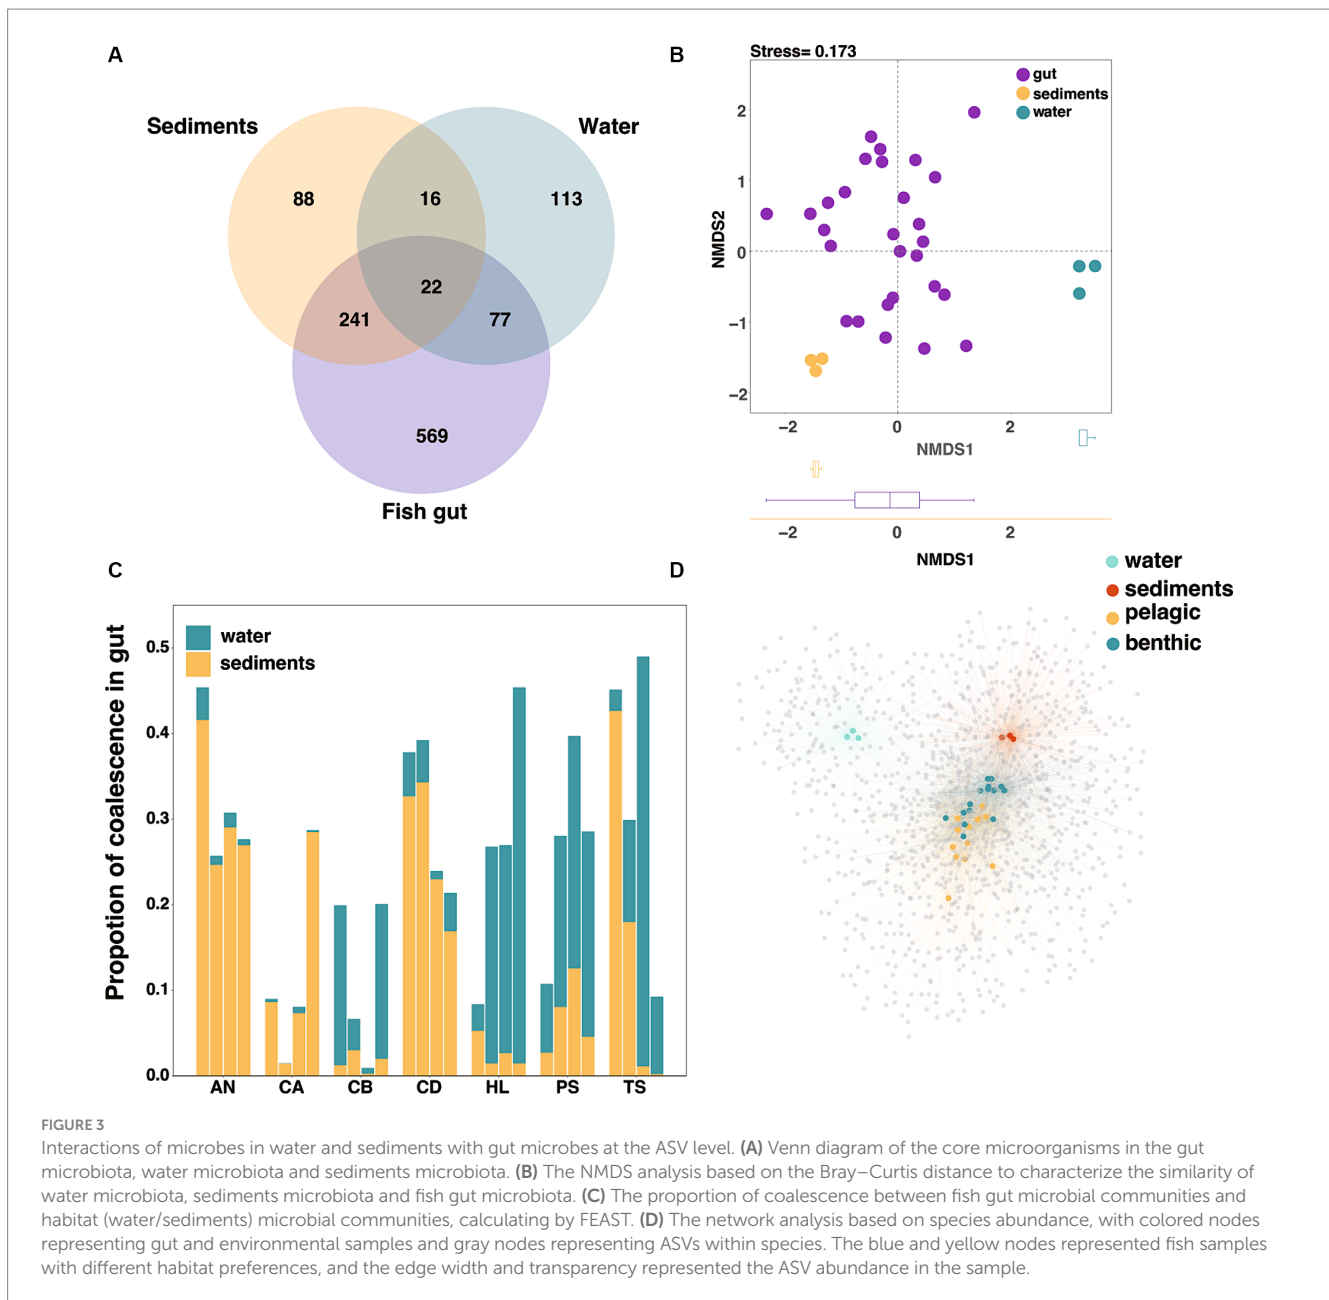 A
Sediments
Water
88
16
113
22
241
77
569
Fish gut
B
Stress= 0.173
gut
sediments
water
2
1
0
−1
−2
NMDS2
−2 0 2
NMDS1
−2 0 2
NMDS1
C
water
sediments
Propotion of coalescence in gut
0.5
0.4
0.3
0.2
0.1
0.0
AN CA CB CD HL PS TS
D
water
sediments
pelagic
benthic
FIGURE 3
Interactions of microbes in water and sediments with gut microbes at the ASV level. (A) Venn diagram of the core microorganisms in the gut
microbiota, water microbiota and sediments microbiota. (B) The NMDS analysis based on the Bray–Curtis distance to characterize the similarity of
water microbiota, sediments microbiota and fish gut microbiota. (C) The proportion of coalescence between fish gut microbial communities and
habitat (water/sediments) microbial communities, calculating by FEAST. (D) The network analysis based on species abundance, with colored nodes
representing gut and environmental samples and gray nodes representing ASVs within species. The blue and yellow nodes represented fish samples
with different habitat preferences, and the edge width and transparency represented the ASV abundance in the sample.